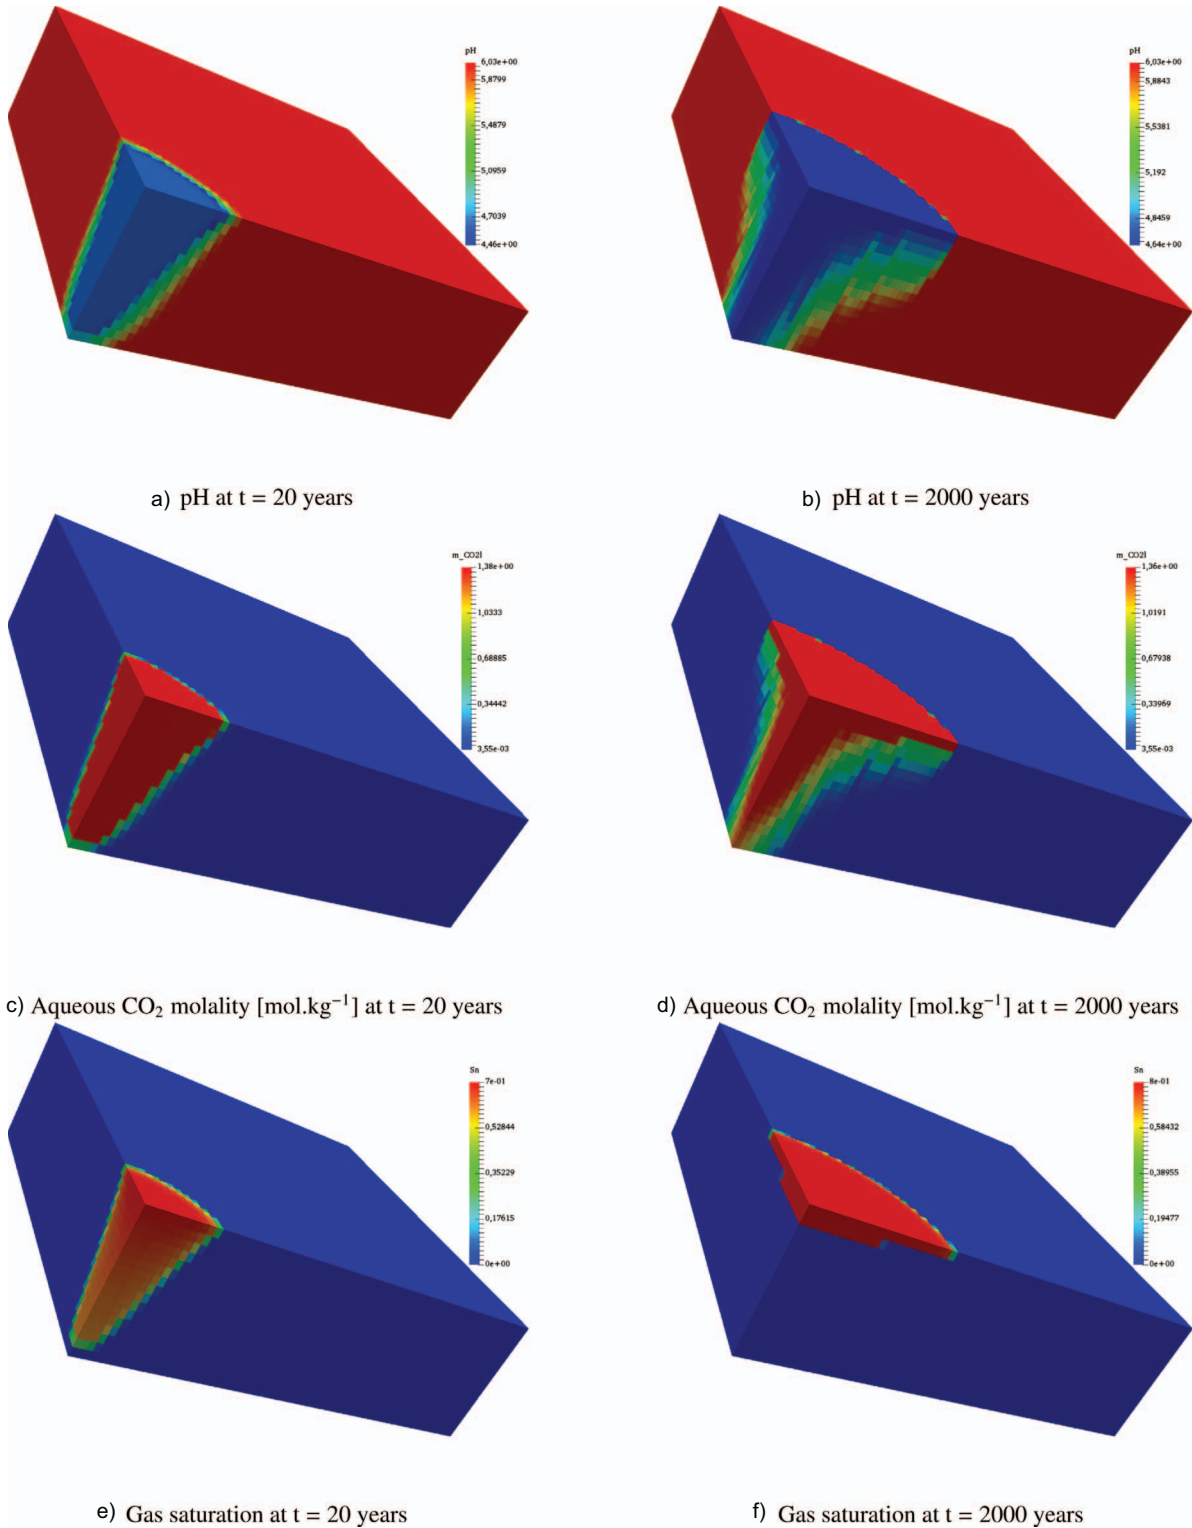 pH
6,03e+00
5,8799
5,4879
5,0959
4,7039
4,46e+00
pH
6,03e+00
5,8843
5,5381
5,192
4,8459
4,64e+00
a) pH at t = 20 years
b) pH at t = 2000 years
m_CO2l
1,38e+00
1,0333
0,68885
0,34442
3,55e-03
m_CO2l
1,36e+00
1,0191
0,67938
0,33969
3,55e-03
c) Aqueous CO₂ molality [mol.kg⁻¹] at t = 20 years
d) Aqueous CO₂ molality [mol.kg⁻¹] at t = 2000 years
Sn
7e-01
0,52844
0,35229
0,17615
0e+00
Sn
8e-01
0,58432
0,38955
0,19477
0e+00
e) Gas saturation at t = 20 years
f) Gas saturation at t = 2000 years